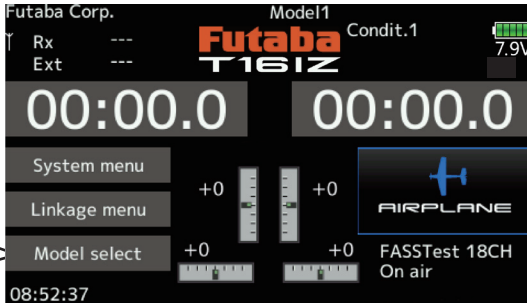 Futaba Corp.
Model1
Condit.1
Rx ---
Ext ---
Futaba
T16IZ
7.9V
00:00.0
00:00.0
System menu
Linkage menu
Model select
+0
+0
+0
+0
AIRPLANE
FASSTest 18CH
On air
08:52:37